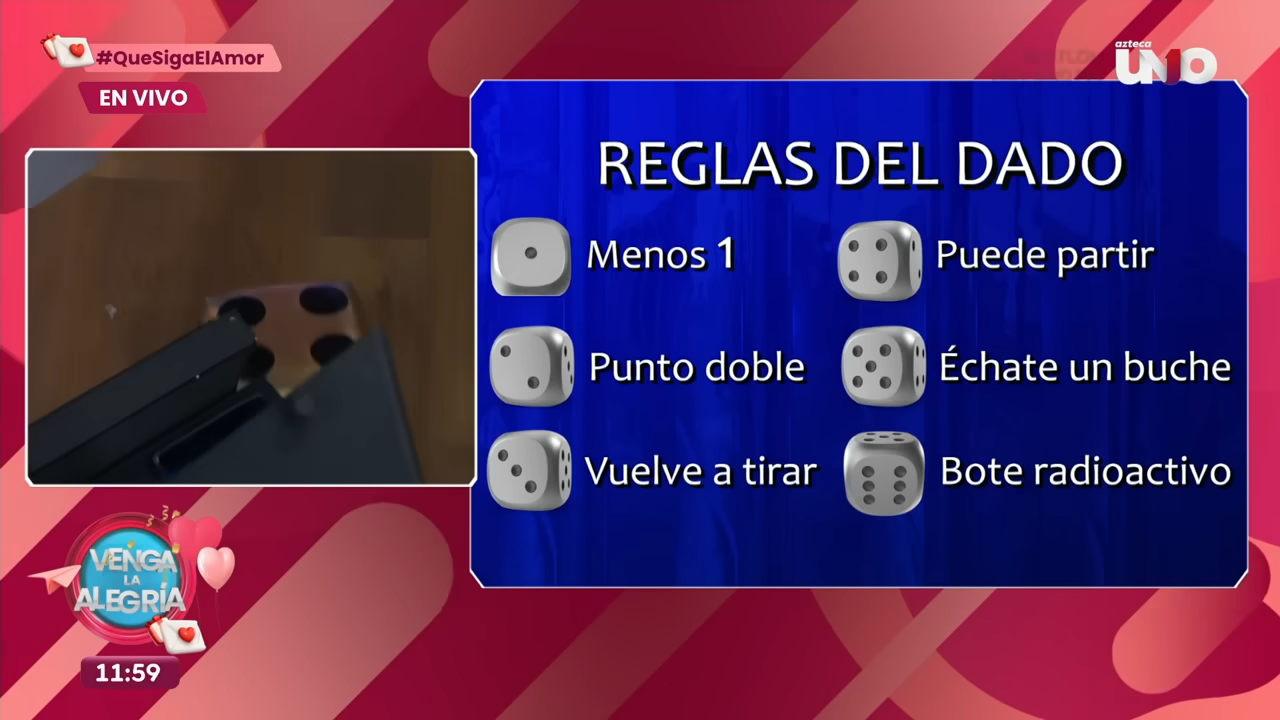 #QueSigaElAmor
EN VIVO
azteca
UNO
REGLAS DEL DADO
Menos 1
Puede partir
Punto doble
Échate un buche
Vuelve a tirar
Bote radioactivo
VENGA
LA
ALEGRÍA
11:59